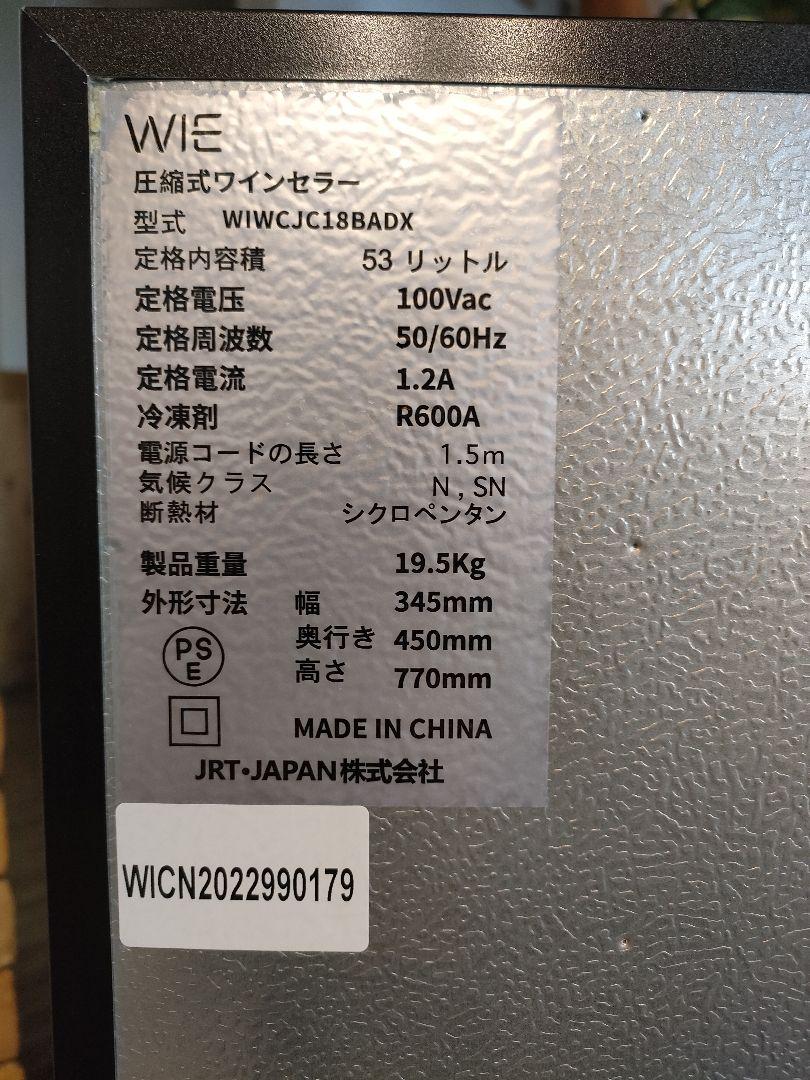 WIE
圧縮式ワインセラー
型式 WIWCJC18BADX
定格内容積 53 リットル
定格電压 100Vac
定格周波数 50/60Hz
定格電流 1.2A
冷凍剤 R600A
電源コードの長さ 1.5m
気候クラス N , SN
断熱材 シクロペンタン
製品重量 19.5Kg
外形寸法 幅 345mm
奥行き 450mm
高さ 770mm
PS
E
MADE IN CHINA
JRT•JAPAN株式会社
WICN2022990179